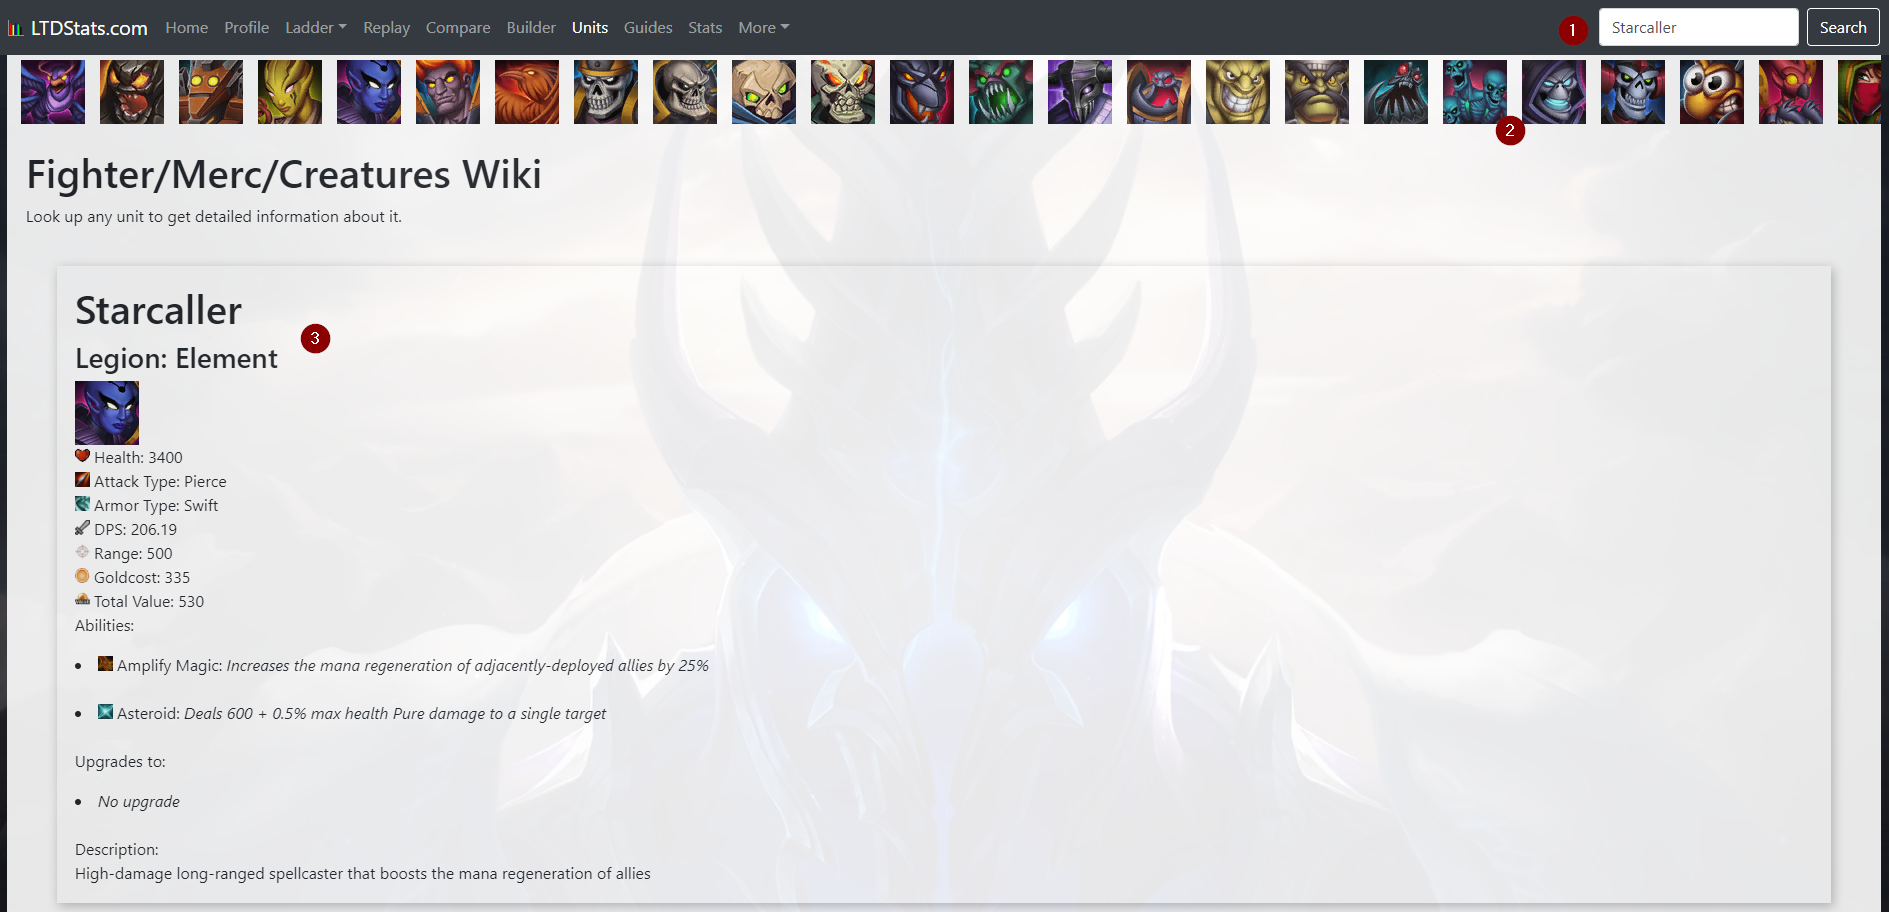 LTDStats.com Home Profile Ladder Replay Compare Builder Units Guides Stats More 1 Starcaller Search
2
Fighter/Merc/Creatures Wiki
Look up any unit to get detailed information about it.
Starcaller
3
Legion: Element
Health: 3400
Attack Type: Pierce
Armor Type: Swift
DPS: 206.19
Range: 500
Goldcost: 335
Total Value: 530
Abilities:
Amplify Magic: Increases the mana regeneration of adjacently-deployed allies by 25%
Asteroid: Deals 600 + 0.5% max health Pure damage to a single target
Upgrades to:
No upgrade
Description:
High-damage long-ranged spellcaster that boosts the mana regeneration of allies